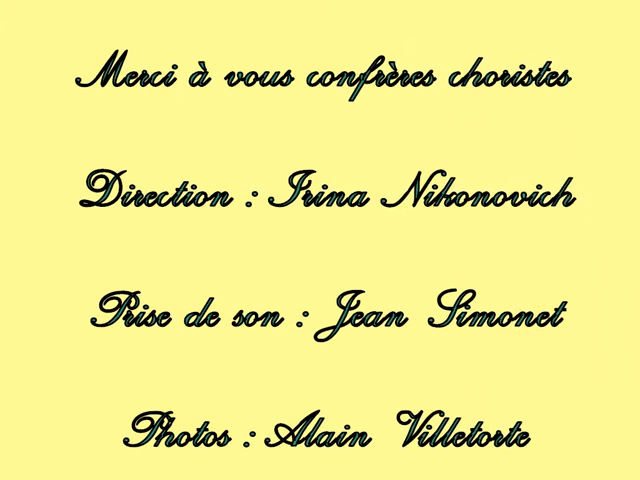 Merci à vous confrères choristes
Direction : Irina Nikonovich
Prise de son : Jean Simonet
Photos : Alain Villetorte